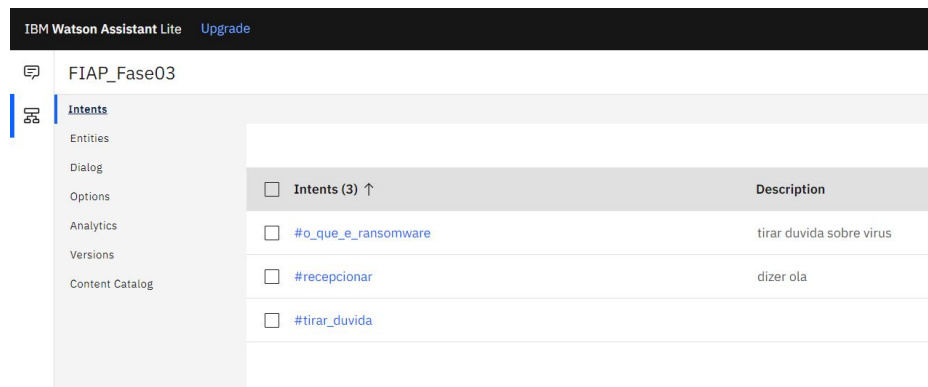 IBM Watson Assistant Lite Upgrade
FIAP_Fase03
Intents
Entities
Dialog
Options
Analytics
Versions
Content Catalog
Intents (3) ↑ Description
#o_que_e_ransomware tirar duvida sobre virus
#recepcionar dizer ola
#tirar_duvida